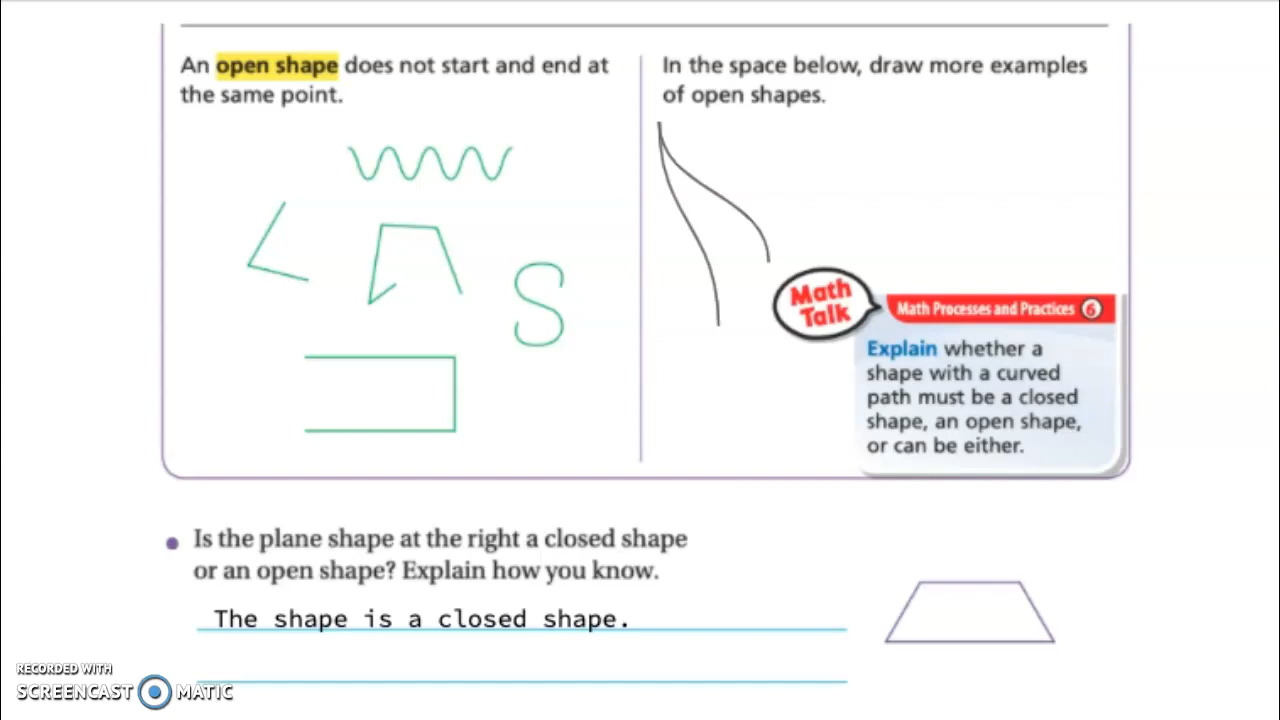 An open shape does not start and end at
the same point.
In the space below, draw more examples
of open shapes.
Math
Talk
Math Processes and Practices 6
Explain whether a
shape with a curved
path must be a closed
shape, an open shape,
or can be either.
• Is the plane shape at the right a closed shape
or an open shape? Explain how you know.
The shape is a closed shape.
RECORDED WITH
SCREENCAST MATIC